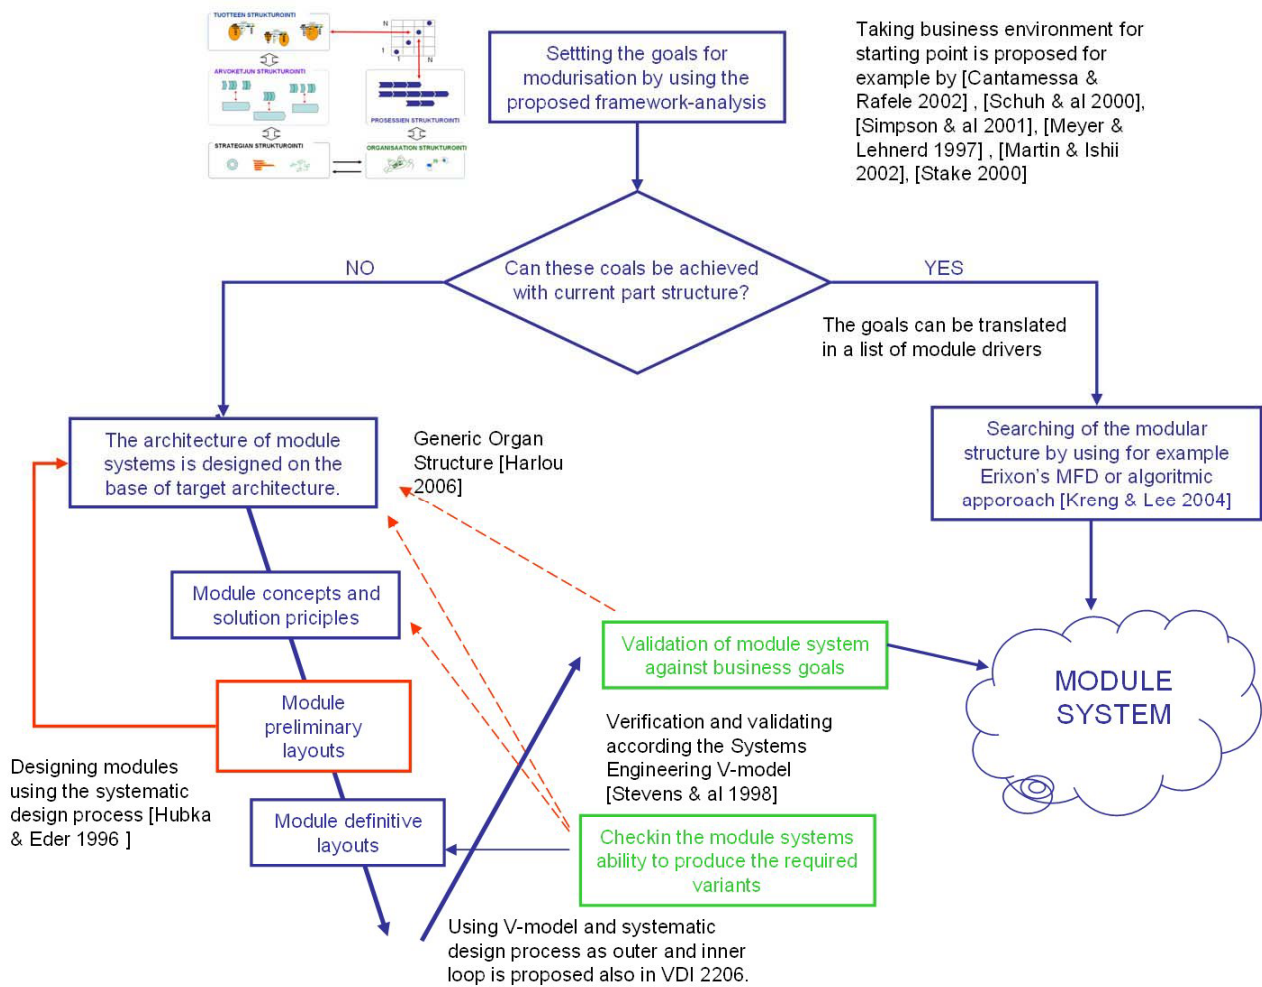 TUOTTEEN STRUKTUROINTI
N
1
1
N
ARVOKETJUN STRUKTUROINTI
PROSESSIEN STRUKTUROINTI
STRATEGIAN STRUKTUROINTI
ORGANISAATION STRUKTUROINTI
Settting the goals for
modurisation by using the
proposed framework-analysis
Taking business environment for
starting point is proposed for
example by [Cantamessa &
Rafele 2002] , [Schuh & al 2000],
[Simpson & al 2001], [Meyer &
Lehnerd 1997] , [Martin & Ishii
2002], [Stake 2000]
NO
Can these coals be achieved
with current part structure?
YES
The goals can be translated
in a list of module drivers
The architecture of module
systems is designed on the
base of target architecture.
Generic Organ
Structure [Harlou
2006]
Searching of the modular
structure by using for example
Erixon's MFD or algoritmic
apporoach [Kreng & Lee 2004]
Module concepts and
solution priciples
Validation of module system
against business goals
MODULE
SYSTEM
Module
preliminary
layouts
Verification and validating
according the Systems
Engineering V-model
[Stevens & al 1998]
Designing modules
using the systematic
design process [Hubka
& Eder 1996 ]
Module definitive
layouts
Checkin the module systems
ability to produce the required
variants
Using V-model and systematic
design process as outer and inner
loop is proposed also in VDI 2206.